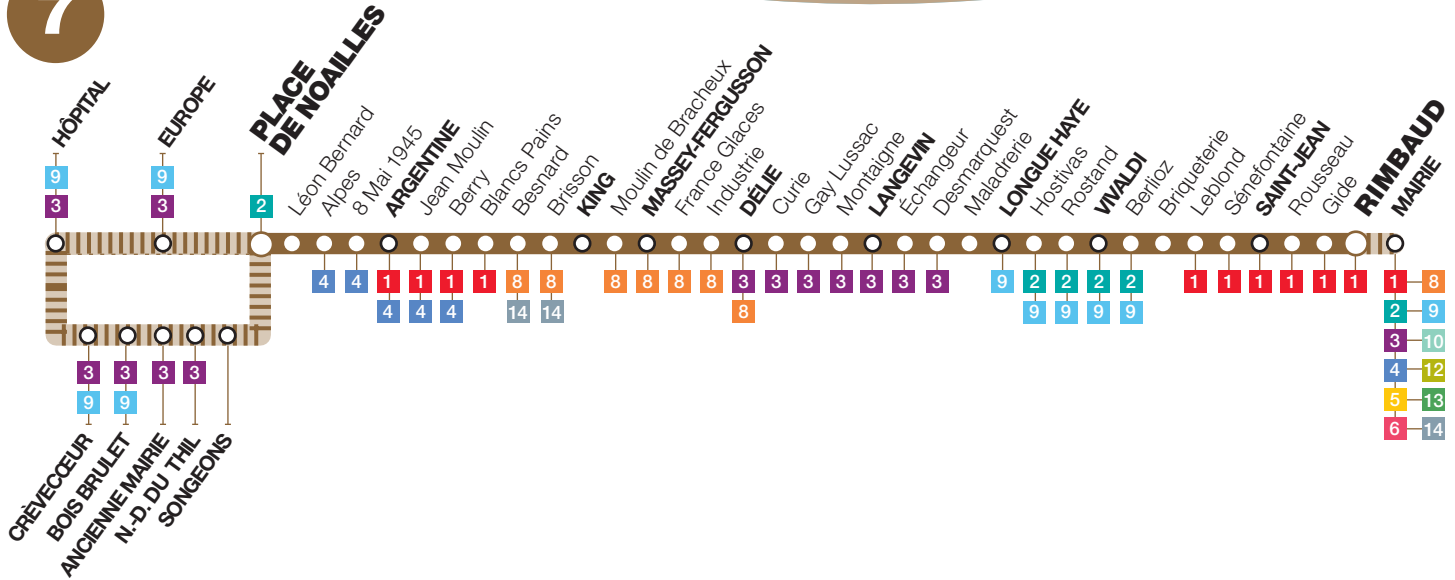 7
HÔPITAL
9
3
EUROPE
9
3
PLACE
DE NOAILLES
2
Léon Bernard
Alpes
4
8 Mai 1945
4
ARGENTINE
1
4
Jean Moulin
1
4
Berry
1
4
Blancs Pains
1
Besnard
8
14
Brisson
8
14
KING
Moulin de Bracheux
8
MASSEY-FERGUSSON
8
France Glaces
8
Industrie
8
DÉLIE
3
8
Curie
3
Gay Lussac
3
Montaigne
3
LANGEVIN
3
Échangeur
3
Desmarquest
3
Maladrerie
LONGUE HAYE
9
Hostivas
2
9
Rostand
2
9
VIVALDI
2
9
Berlioz
2
9
Briqueterie
Leblond
1
Sénefontaine
1
SAINT-JEAN
1
Rousseau
1
Gide
1
RIMBAUD
1
MAIRIE
1 8
2 9
3 10
4 12
5 13
6 14
3
9
CRÈVECŒUR
3
9
BOIS BRULET
3
ANCIENNE MAIRIE
3
N.-D. DU THIL
SONGEONS